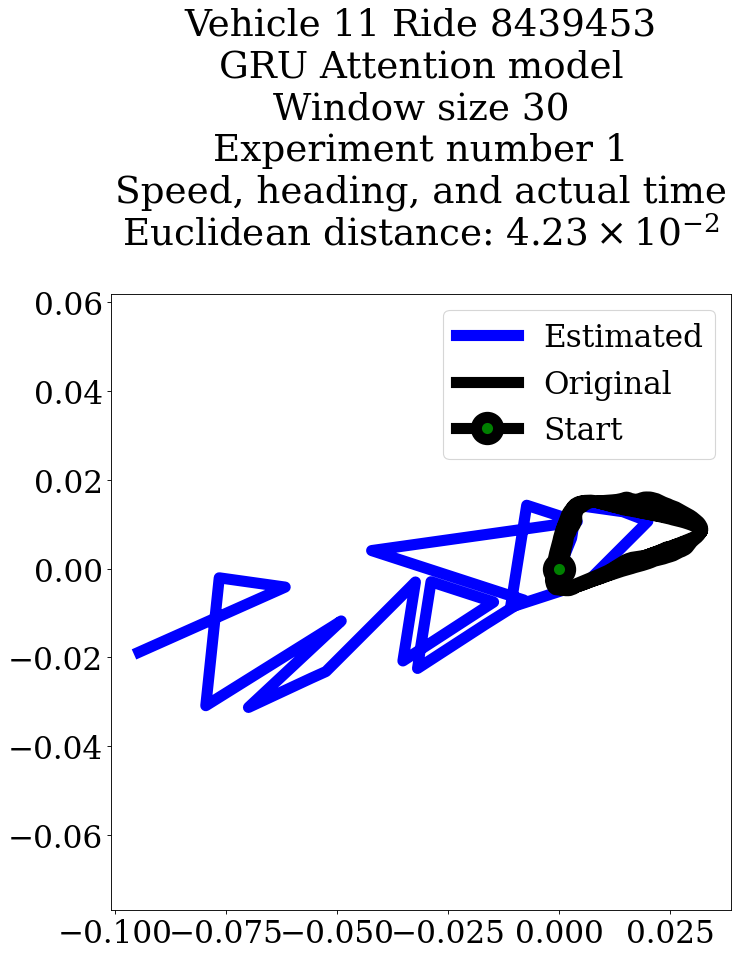 Vehicle 11 Ride 8439453
GRU Attention model
Window size 30
Experiment number 1
Speed, heading, and actual time
Euclidean distance: 4.23 × 10⁻²
0.06
Estimated
0.04
Original
Start
0.02
0.00
−0.02
−0.04
−0.06
−0.100 −0.075 −0.050 −0.025 0.000 0.025